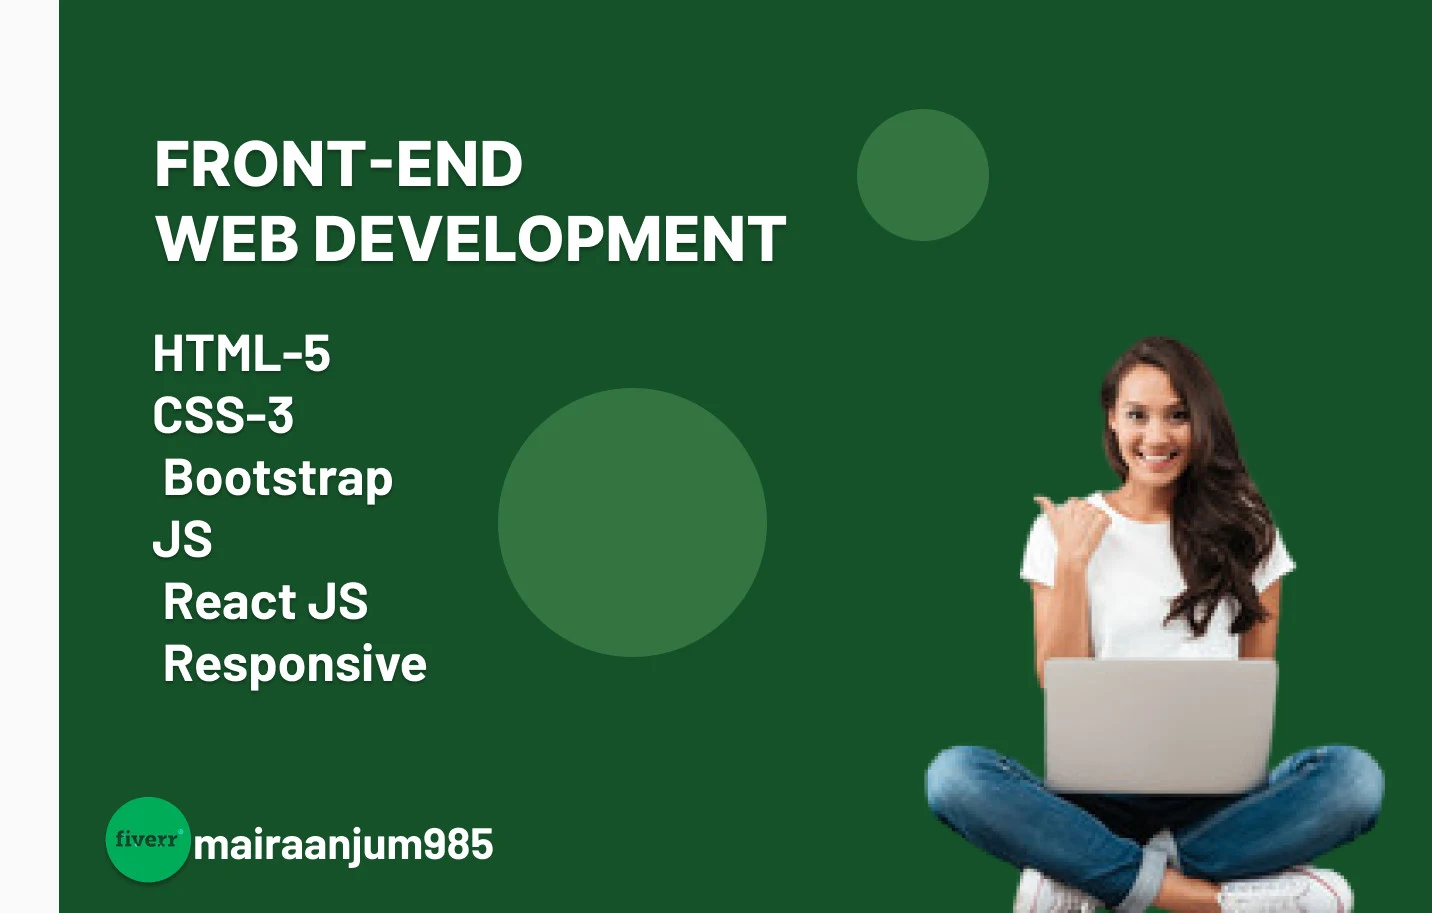 FRONT-END
WEB DEVELOPMENT
HTML-5
CSS-3
Bootstrap
JS
React JS
Responsive
fiverr®
mairaanjum985